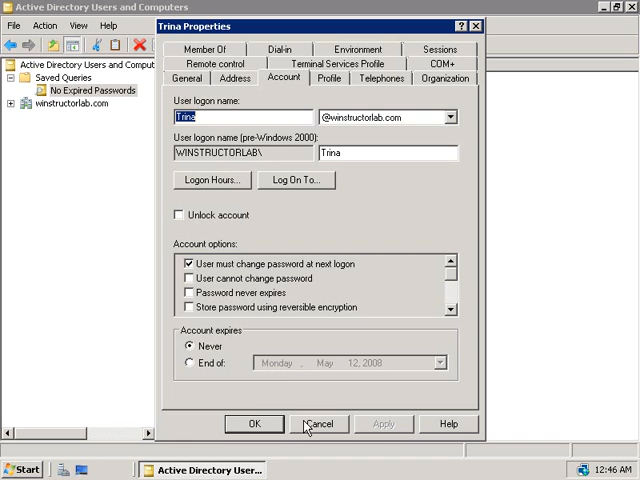 Active Directory Users and Computers
File Action View Help
Active Directory Users and Comput
Saved Queries
No Expired Passwords
winstructorlab.com
Trina Properties
Member Of Dial-in Environment Sessions
Remote control Terminal Services Profile COM+
General Address Account Profile Telephones Organization
User logon name:
Trina @winstructorlab.com
User logon name (pre-Windows 2000):
WINSTRUCTORLAB\ Trina
Logon Hours... Log On To...
Unlock account
Account options:
User must change password at next logon
User cannot change password
Password never expires
Store password using reversible encryption
Account expires
Never
End of: Monday , May 12, 2008
OK Cancel Apply Help
Start Active Directory User... 12:46 AM